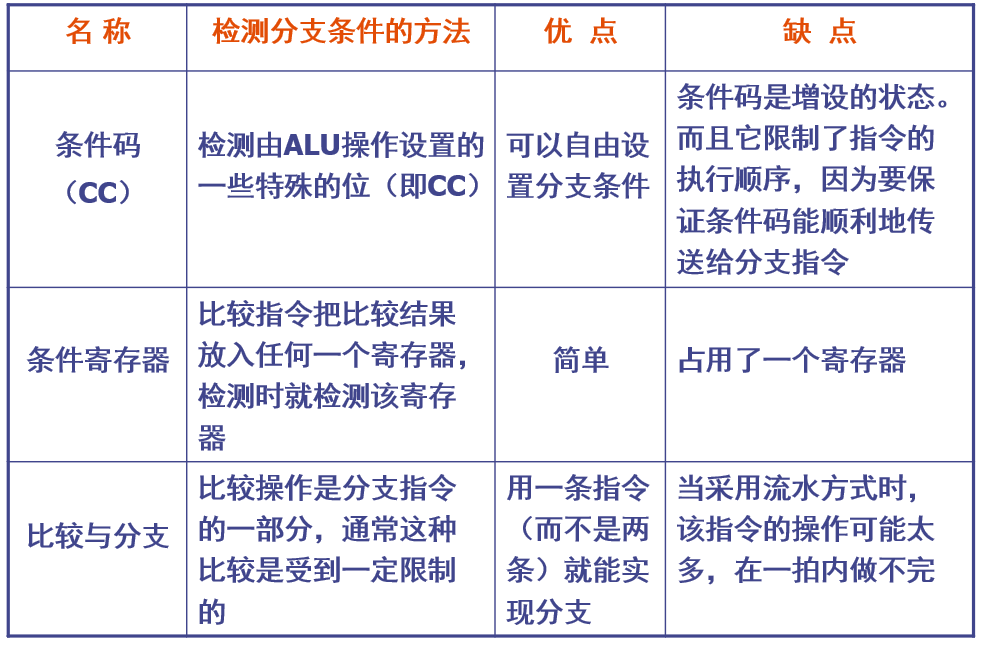 名 称
检测分支条件的方法
优 点
缺 点
条件码
（CC）
检测由ALU操作设置的
一些特殊的位（即CC）
可以自由设
置分支条件
条件码是增设的状态。
而且它限制了指令的
执行顺序，因为要保
证条件码能顺利地传
送给分支指令
条件寄存器
比较指令把比较结果
放入任何一个寄存器，
检测时就检测该寄存
器
简单
占用了一个寄存器
比较与分支
比较操作是分支指令
的一部分，通常这种
比较是受到一定限制
的
用一条指令
（而不是两
条）就能实
现分支
当采用流水方式时，
该指令的操作可能太
多，在一拍内做不完